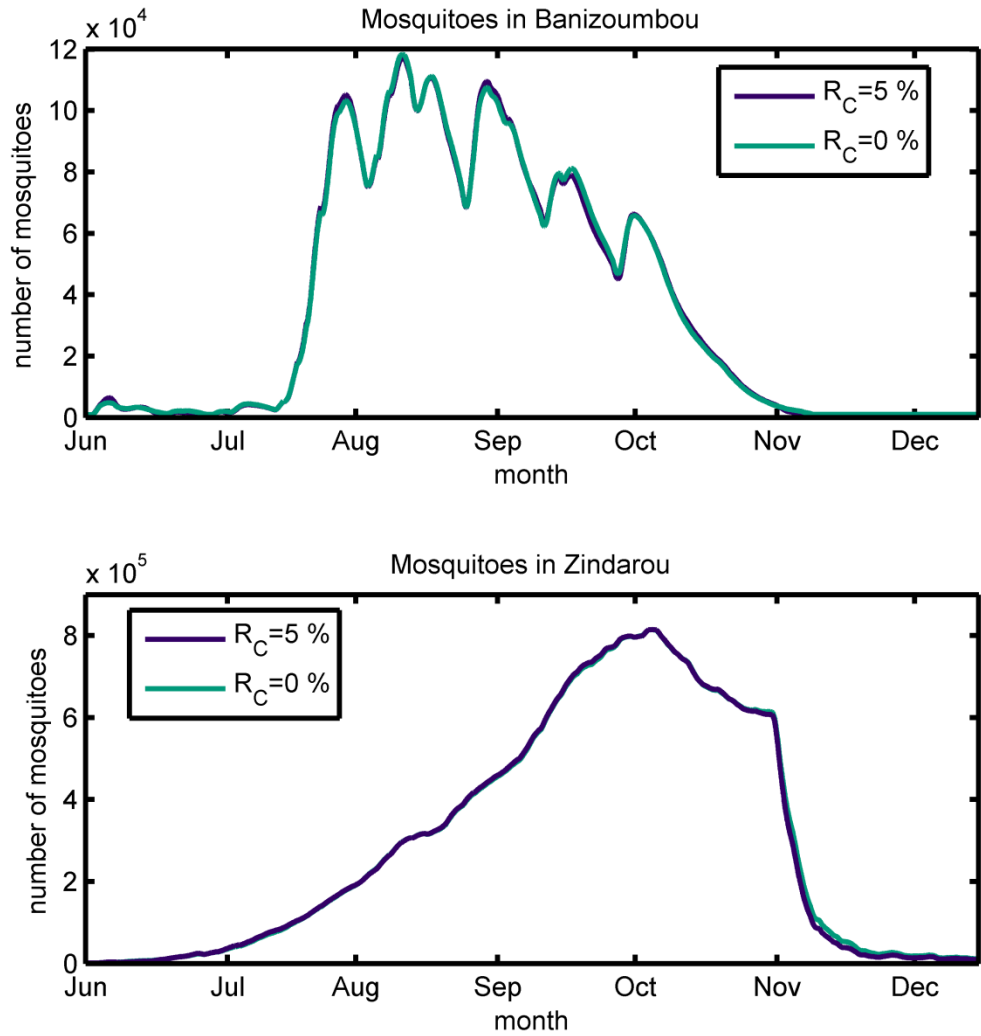 Mosquitoes in Banizoumbou
x 10^4
12
10
8
6
4
2
0
number of mosquitoes
R_C=5 %
R_C=0 %
Jun Jul Aug Sep Oct Nov Dec
month
Mosquitoes in Zindarou
x 10^5
8
6
4
2
0
number of mosquitoes
R_C=5 %
R_C=0 %
Jun Jul Aug Sep Oct Nov Dec
month